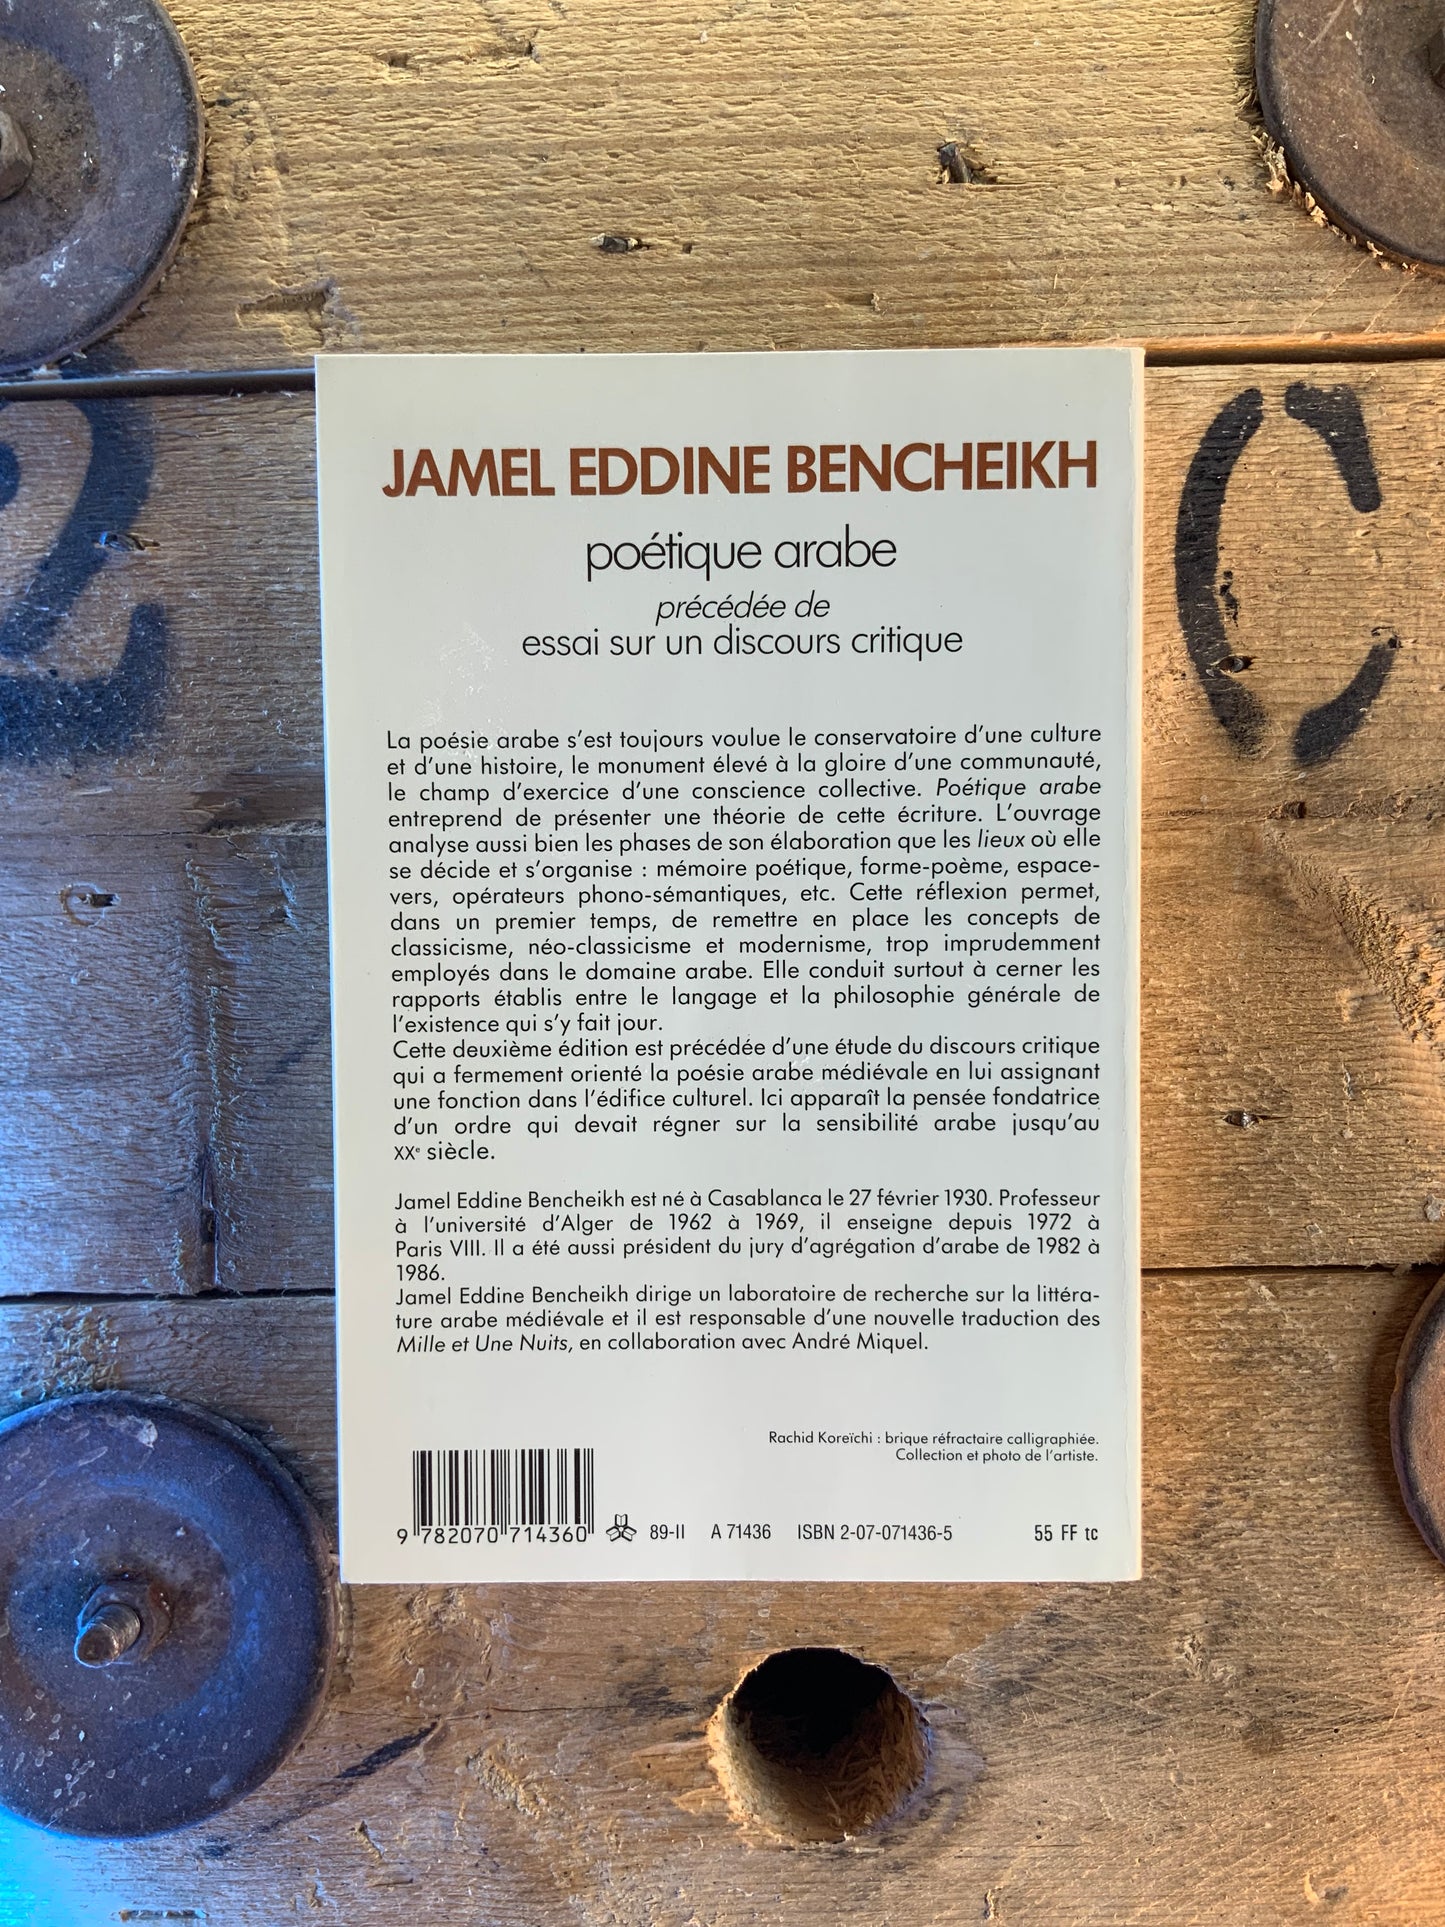 JAMEL EDDINE BENCHEIKH
poétique arabe
précédée de
essai sur un discours critique
La poésie arabe s'est toujours voulue le conservatoire d'une culture
et d'une histoire, le monument élevé à la gloire d'une communauté,
le champ d'exercice d'une conscience collective. Poétique arabe
entreprend de présenter une théorie de cette écriture. L'ouvrage
analyse aussi bien les phases de son élaboration que les lieux où elle
se décide et s'organise : mémoire poétique, forme-poème, espace-
vers, opérateurs phono-sémantiques, etc. Cette réflexion permet,
dans un premier temps, de remettre en place les concepts de
classicisme, néo-classicisme et modernisme, trop imprudemment
employés dans le domaine arabe. Elle conduit surtout à cerner les
rapports établis entre le langage et la philosophie générale de
l'existence qui s'y fait jour.
Cette deuxième édition est précédée d'une étude du discours critique
qui a fermement orienté la poésie arabe médiévale en lui assignant
une fonction dans l'édifice culturel. Ici apparaît la pensée fondatrice
d'un ordre qui devait régner sur la sensibilité arabe jusqu'au
XXe siècle.
Jamel Eddine Bencheikh est né à Casablanca le 27 février 1930. Professeur
à l'université d'Alger de 1962 à 1969, il enseigne depuis 1972 à
Paris VIII. Il a été aussi président du jury d'agrégation d'arabe de 1982 à
1986.
Jamel Eddine Bencheikh dirige un laboratoire de recherche sur la littéra-
ture arabe médiévale et il est responsable d'une nouvelle traduction des
Mille et Une Nuits, en collaboration avec André Miquel.
Rachid Koreïchi : brique réfractaire calligraphiée.
Collection et photo de l'artiste.
9 782070 714360 89-II A 71436 ISBN 2-07-071436-5 55 FF tc
C